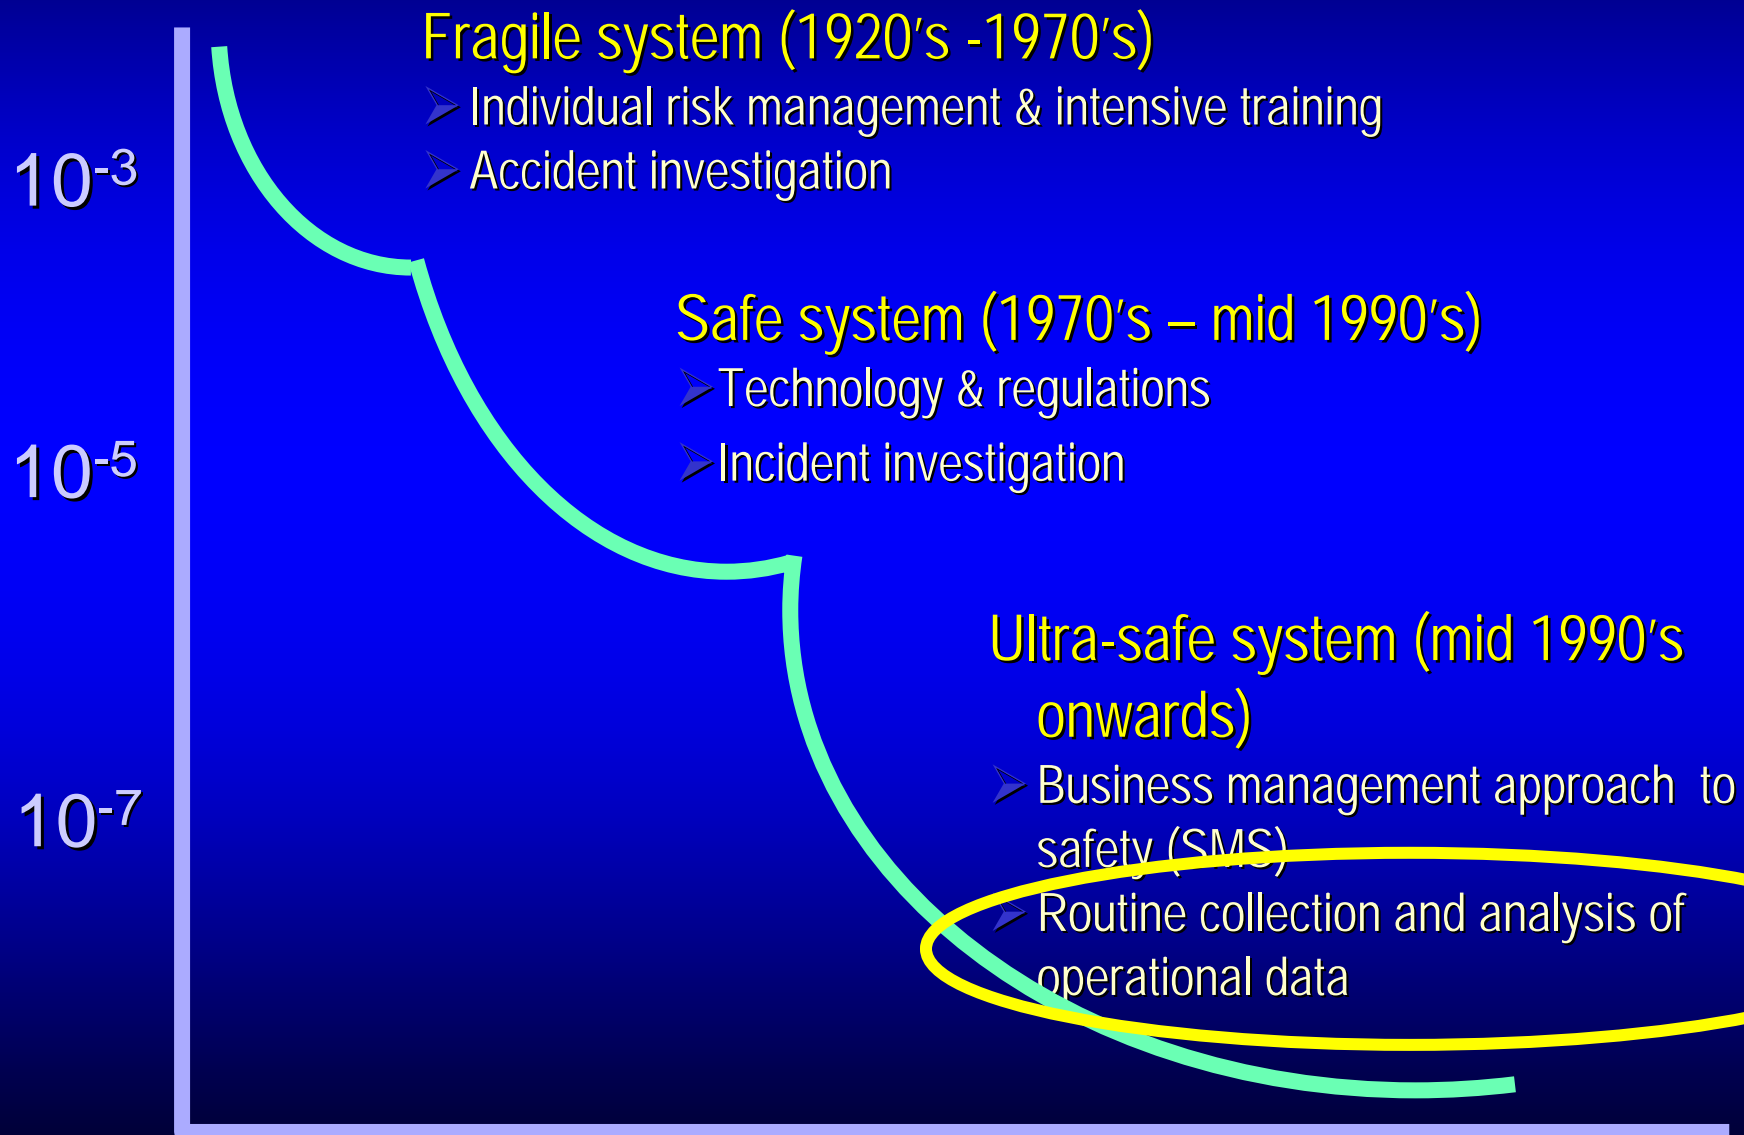 Fragile system (1920's -1970's)
➢ Individual risk management & intensive training
➢ Accident investigation
10-3
Safe system (1970's – mid 1990's)
➢ Technology & regulations
➢ Incident investigation
10-5
Ultra-safe system (mid 1990's
onwards)
➢ Business management approach to
safety (SMS)
➢ Routine collection and analysis of
operational data
10-7